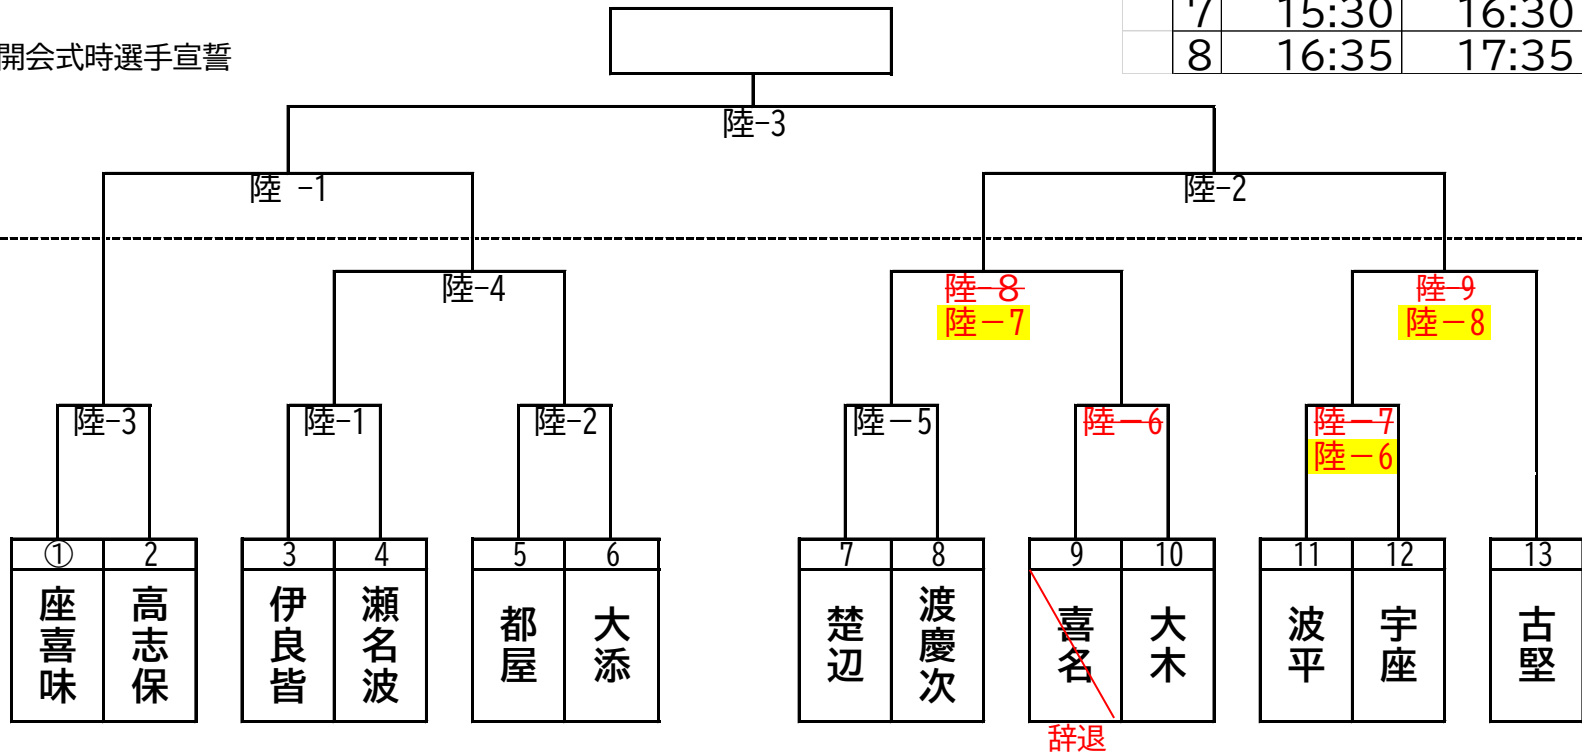 7 15:30 16:30
開会式時選手宣誓
8 16:35 17:35
陸-3
陸 -1
陸-2
陸-4
陸-8
陸-9
陸-7
陸-8
陸-3
陸-1
陸-2
陸-5
陸-6
陸-7
陸-6
① 2 3 4 5 6 7 8 9 10 11 12 13
座喜味
高志保
伊良皆
瀬名波
都屋
大添
楚辺
渡慶次
喜名
大木
波平
宇座
古堅
辞退